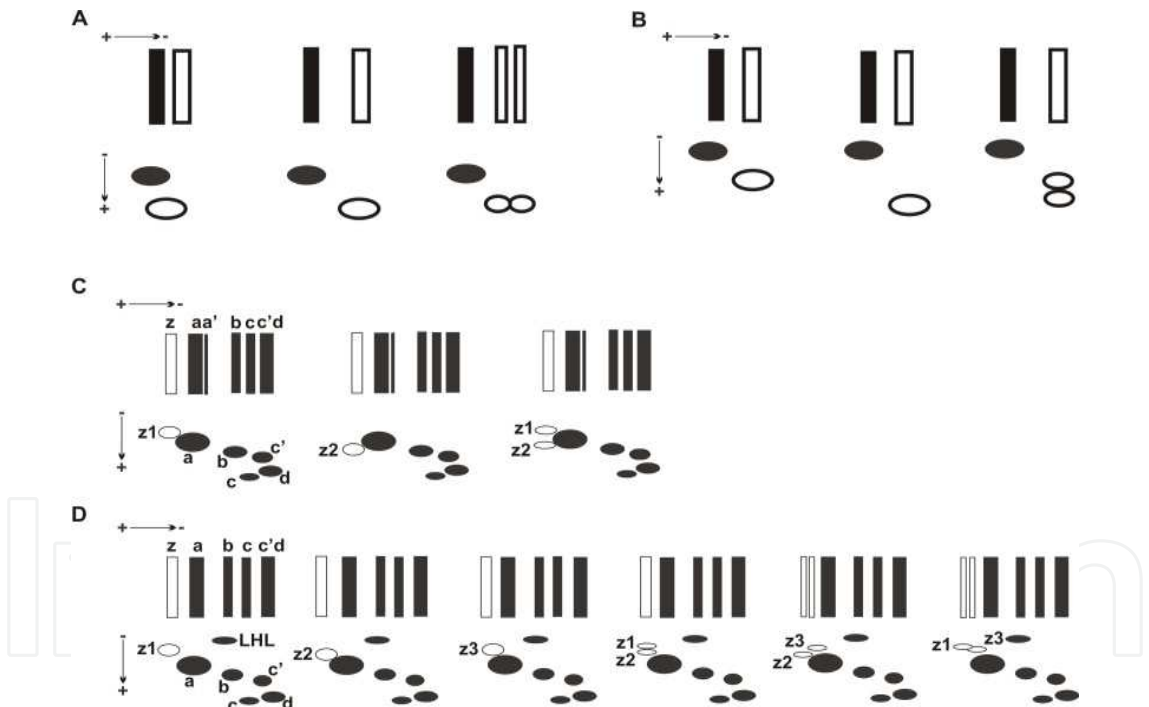 A
B
+ -
+ -
-
+
-
+
C
+ -
z aa' b c c'd
-
+
z1
a
b
c'
c
d
z2
z1
z2
D
+ -
z a b c c'd
-
+
z1
LHL
a
b
c'
c
d
z2
z3
z1
z2
z3
z2
z1
z3